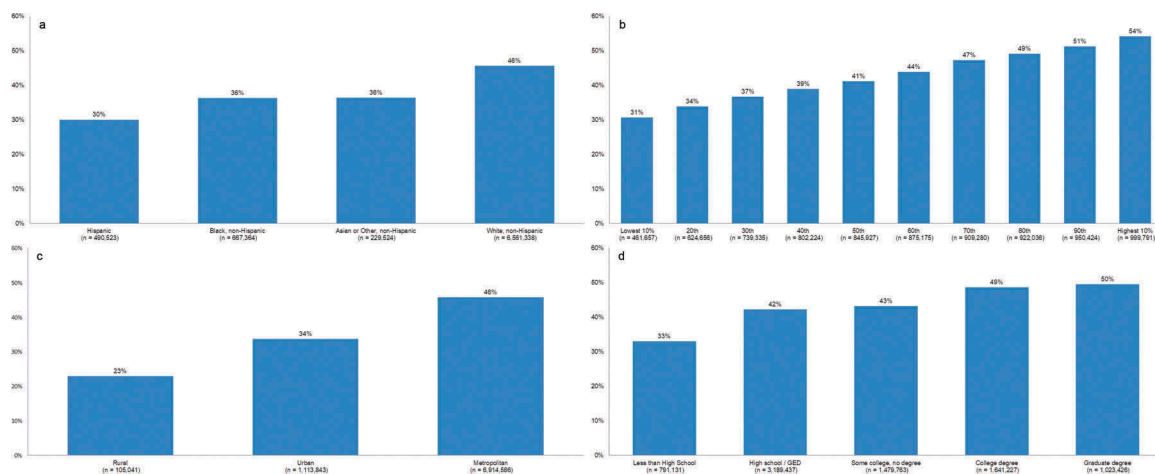 a
60%
50%
40%
30%
20%
10%
0%
30%
36%
36%
46%
Hispanic
(n = 490,523)
Black, non-Hispanic
(n = 667,364)
Asian or Other, non-Hispanic
(n = 229,524)
White, non-Hispanic
(n = 6,561,338)
b
60%
50%
40%
30%
20%
10%
0%
31%
34%
37%
39%
41%
44%
47%
49%
51%
54%
Lowest 10%
(n = 461,657)
20th
(n = 624,656)
30th
(n = 739,335)
40th
(n = 802,224)
50th
(n = 845,927)
60th
(n = 875,175)
70th
(n = 909,280)
80th
(n = 922,036)
90th
(n = 950,424)
Highest 10%
(n = 999,791)
c
60%
50%
40%
30%
20%
10%
0%
23%
34%
46%
Rural
(n = 105,041)
Urban
(n = 1,113,843)
Metropolitan
(n = 6,914,586)
d
60%
50%
40%
30%
20%
10%
0%
33%
42%
43%
49%
50%
Less than High School
(n = 791,131)
High school / GED
(n = 3,189,437)
Some college, no degree
(n = 1,479,763)
College degree
(n = 1,641,227)
Graduate degree
(n = 1,023,426)